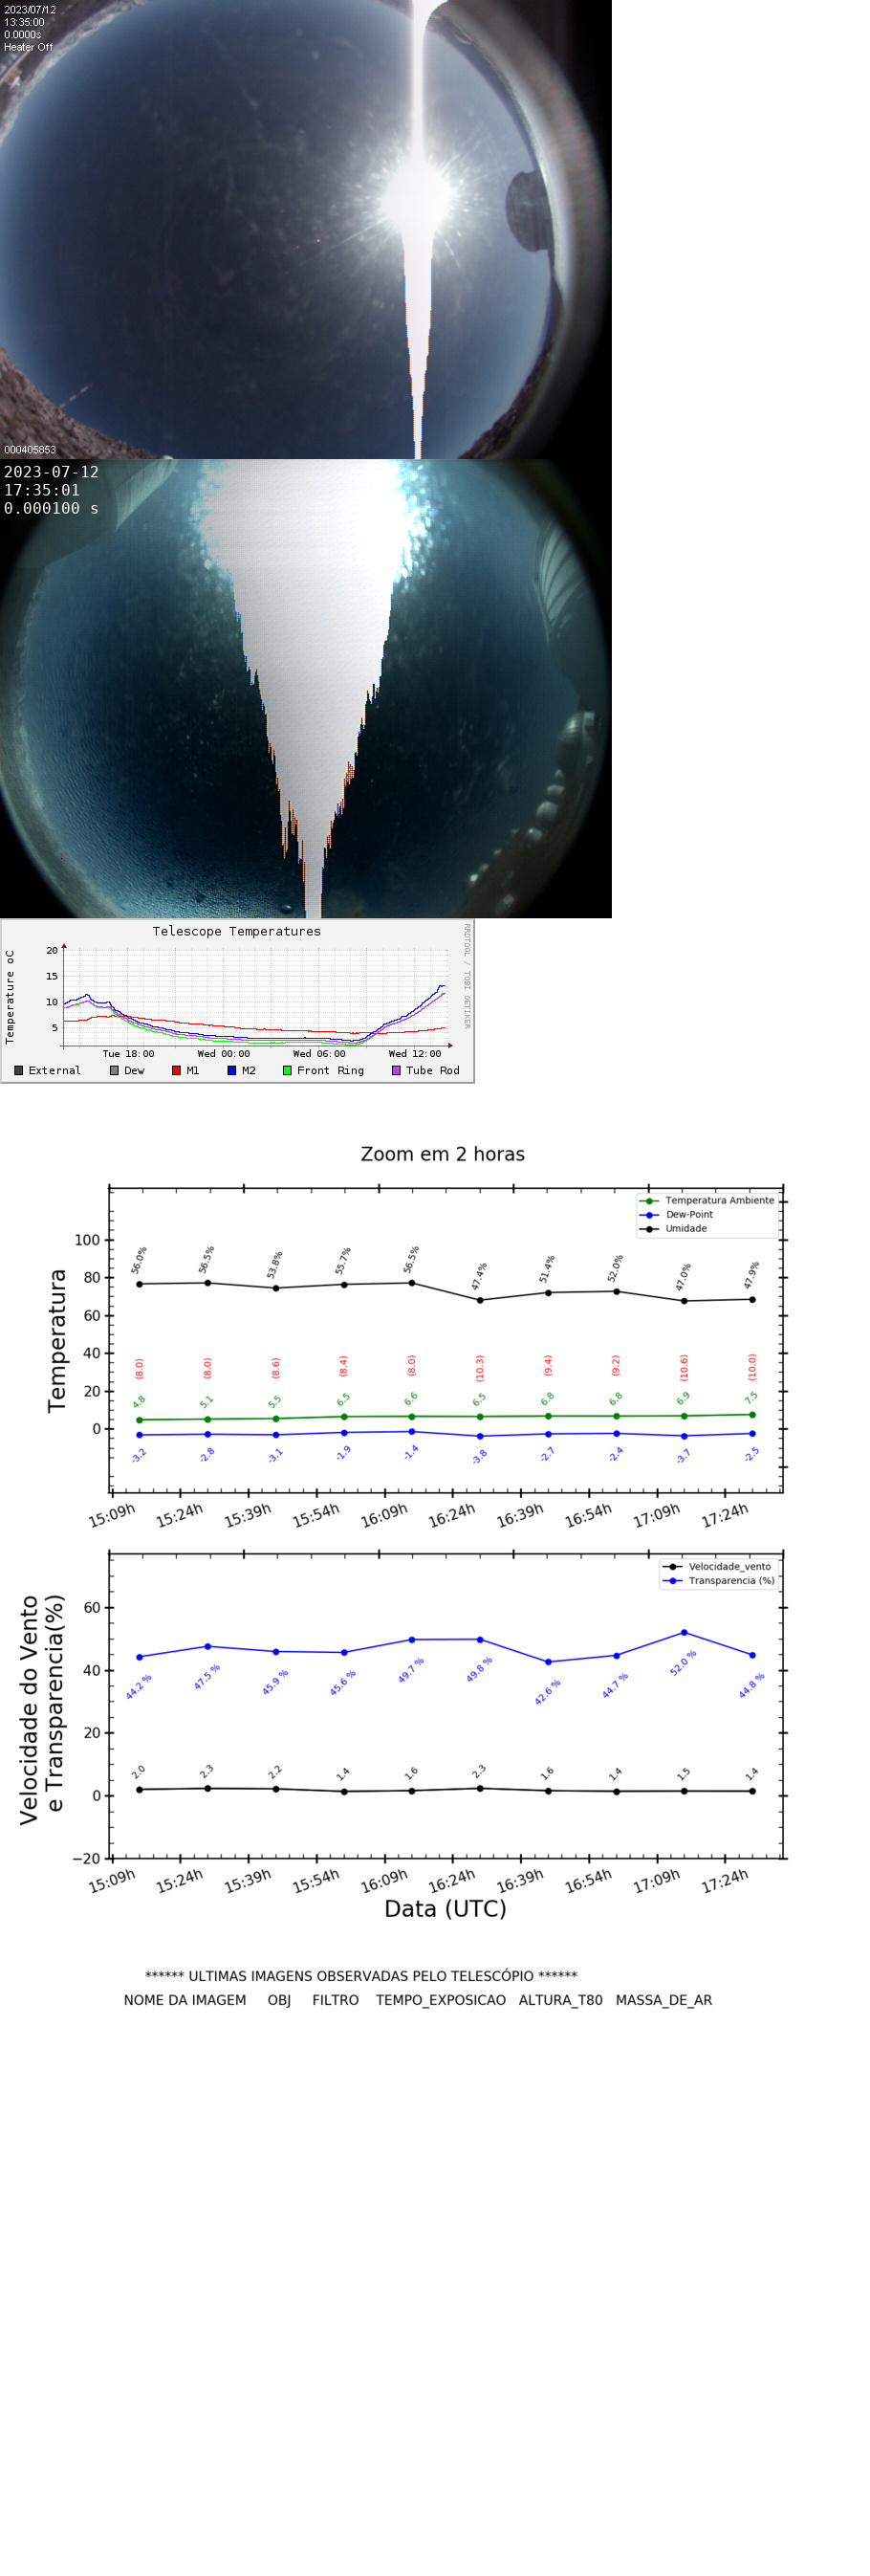 2023/07/12
13:35:00
0.0000s
Heater Off
000405853
2023-07-12
17:35:01
0.000100 s
Telescope Temperatures
RRDTOOL / TOBI OETIKER
Temperature oC
20
15
10
5
Tue 18:00 Wed 00:00 Wed 06:00 Wed 12:00
External Dew M1 M2 Front Ring Tube Rod
Zoom em 2 horas
Temperatura Ambiente
Dew-Point
Umidade
Temperatura
100
80
60
40
20
0
56.0% 56.5% 53.8% 55.7% 56.5% 47.4% 51.4% 52.0% 47.0% 47.9%
(8.0) (8.0) (8.6) (8.4) (8.0) (10.3) (9.4) (9.2) (10.6) (10.0)
4.8 5.1 5.5 6.5 6.6 6.5 6.8 6.8 6.9 7.5
-3.2 -2.8 -3.1 -1.9 -1.4 -3.8 -2.7 -2.4 -3.7 -2.5
15:09h 15:24h 15:39h 15:54h 16:09h 16:24h 16:39h 16:54h 17:09h 17:24h
Velocidade_vento
Transparencia (%)
Velocidade do Vento
e Transparencia(%)
60
40
20
0
−20
44.2 % 47.5 % 45.9 % 45.6 % 49.7 % 49.8 % 42.6 % 44.7 % 52.0 % 44.8 %
2.0 2.3 2.2 1.4 1.6 2.3 1.6 1.4 1.5 1.4
15:09h 15:24h 15:39h 15:54h 16:09h 16:24h 16:39h 16:54h 17:09h 17:24h
Data (UTC)
****** ULTIMAS IMAGENS OBSERVADAS PELO TELESCÓPIO ******
NOME DA IMAGEM OBJ FILTRO TEMPO_EXPOSICAO ALTURA_T80 MASSA_DE_AR